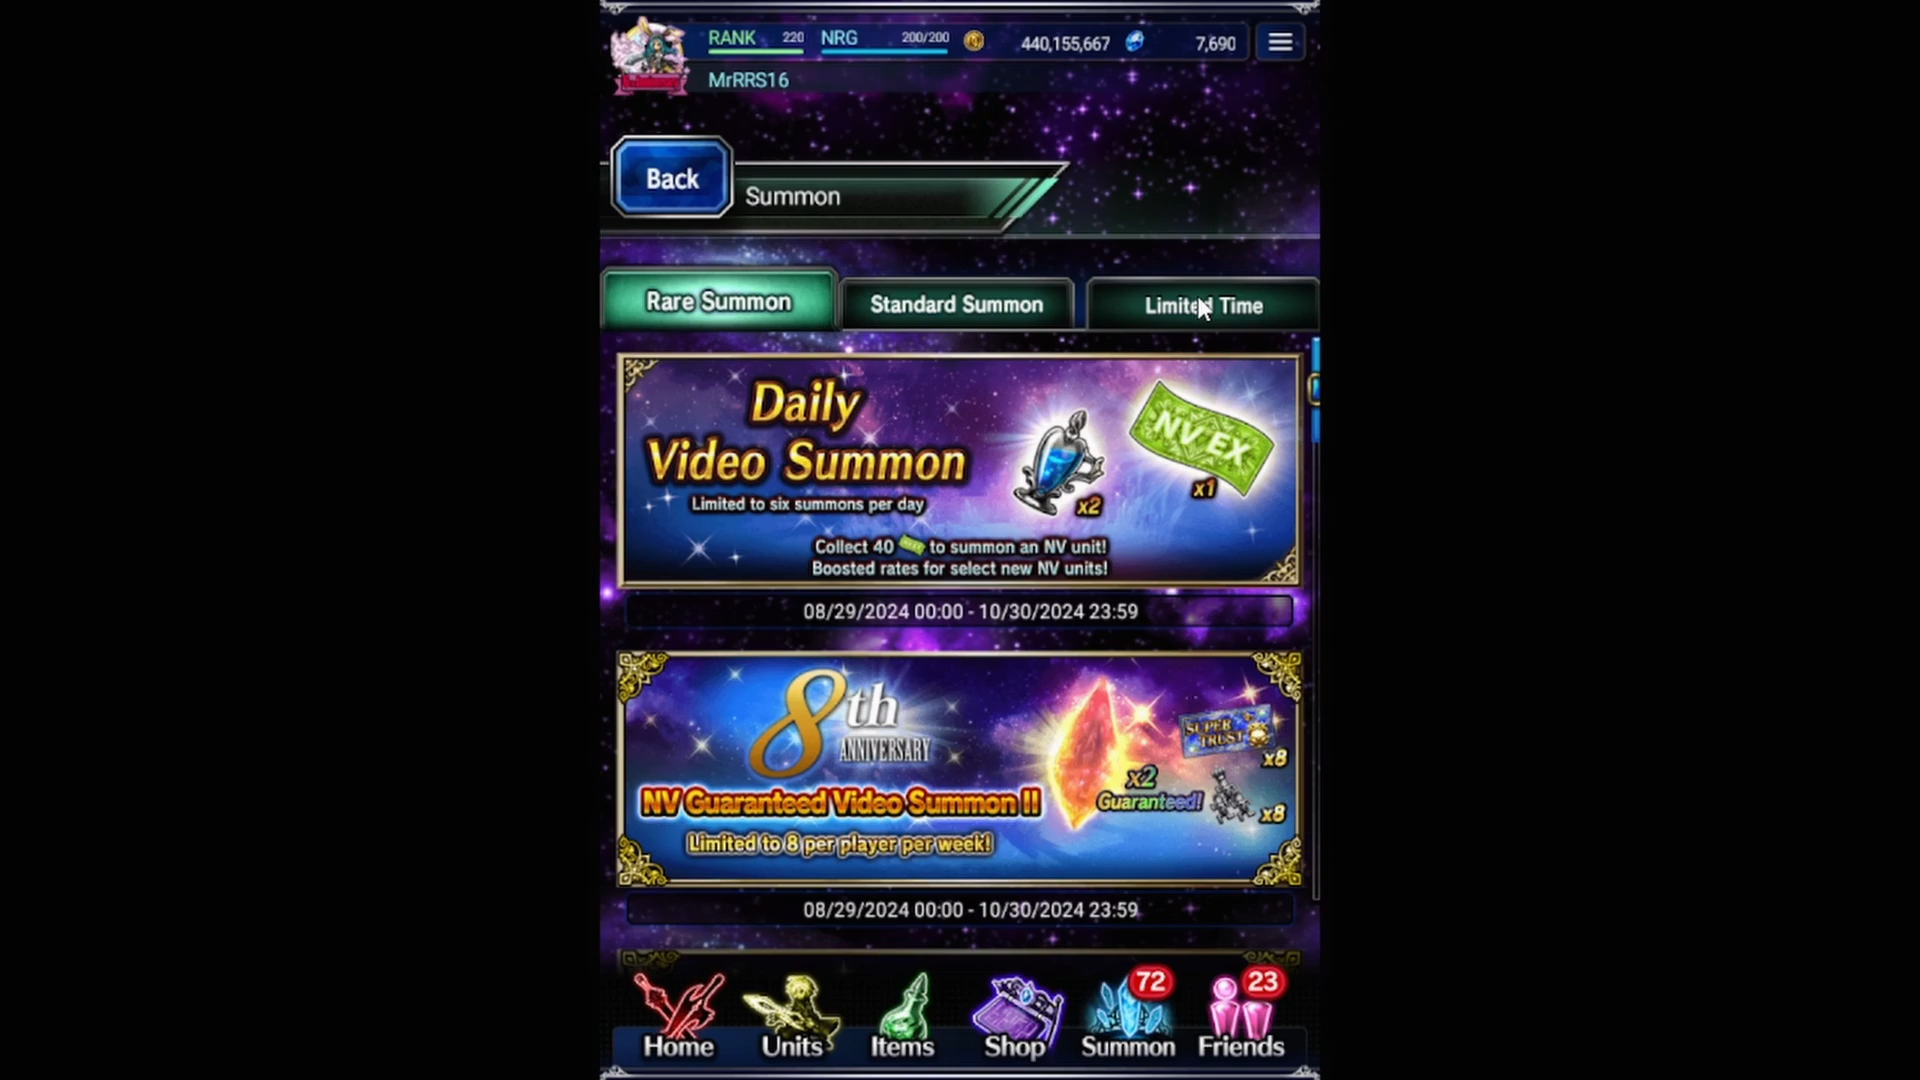 RANK 220 NRG 200/200 440,155,667 7,690
MrRRS16
Back
Summon
Rare Summon Standard Summon Limited Time
Daily
Video Summon
Limited to six summons per day
NV EX
x1
x2
Collect 40 to summon an NV unit!
Boosted rates for select new NV units!
08/29/2024 00:00 - 10/30/2024 23:59
8th
ANNIVERSARY
SUPER
TRUST
x8
x2
Guaranteed!
x8
NV Guaranteed Video Summon II
Limited to 8 per player per week!
08/29/2024 00:00 - 10/30/2024 23:59
72 23
Home Units Items Shop Summon Friends